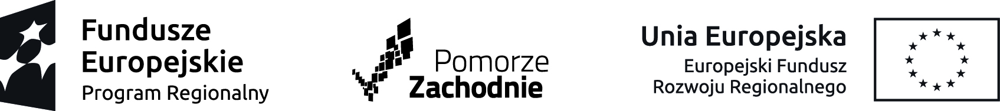 Fundusze
Europejskie
Program Regionalny
Pomorze
Zachodnie
Unia Europejska
Europejski Fundusz
Rozwoju Regionalnego